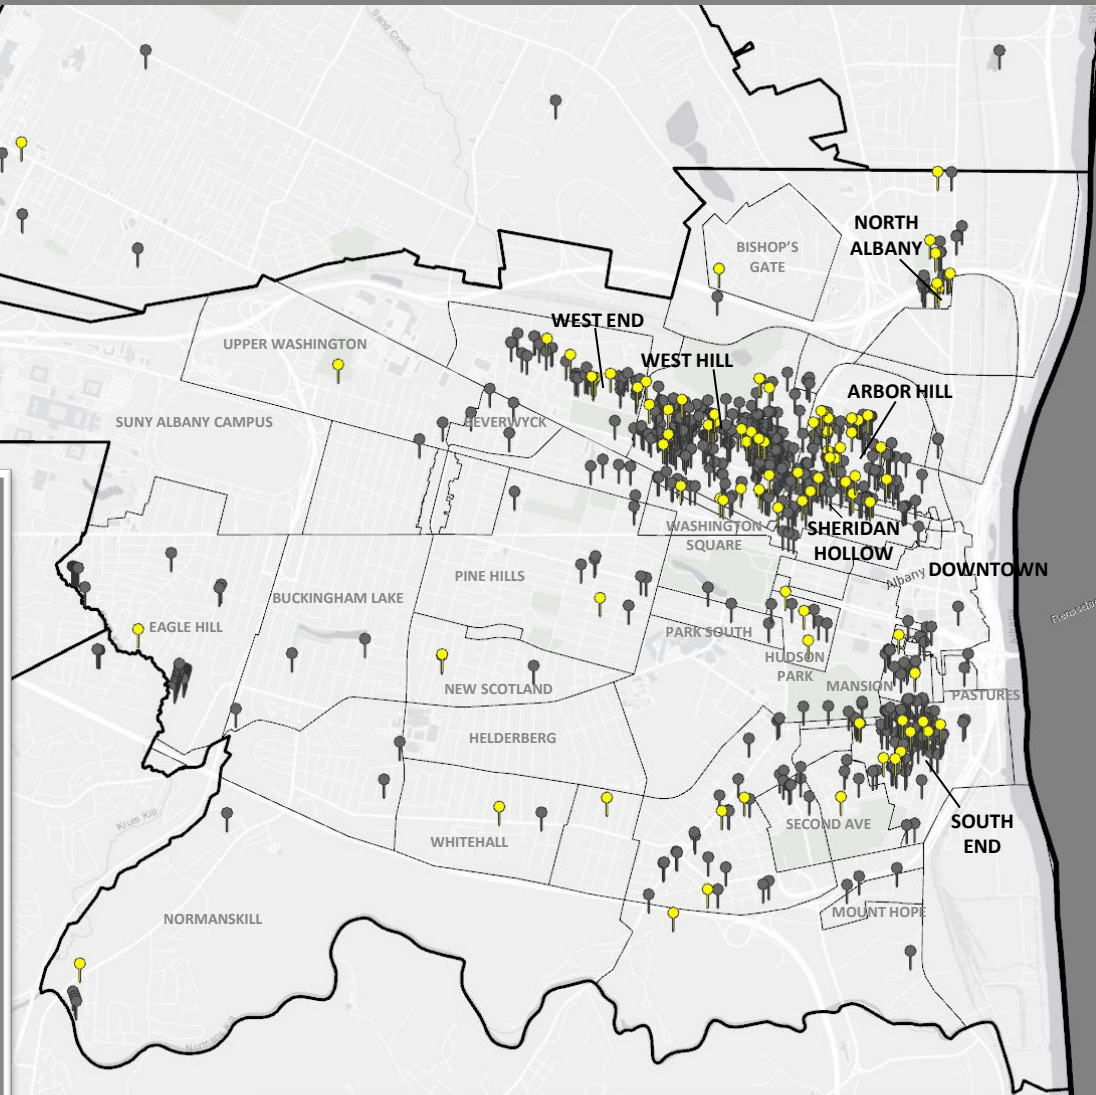 Sand Creek
NORTH
ALBANY
BISHOP'S
GATE
WEST END
UPPER WASHINGTON
WEST HILL
ARBOR HILL
SUNY ALBANY CAMPUS
BEVERWYCK
WASHINGTON
SQUARE
SHERIDAN
HOLLOW
Albany
DOWNTOWN
PINE HILLS
BUCKINGHAM LAKE
EAGLE HILL
PARK SOUTH
HUDSON
PARK
MANSION
PASTURES
NEW SCOTLAND
HELDERBERG
Krum Kill
WHITEHALL
SECOND AVE
SOUTH
END
NORMANSKILL
MOUNT HOPE